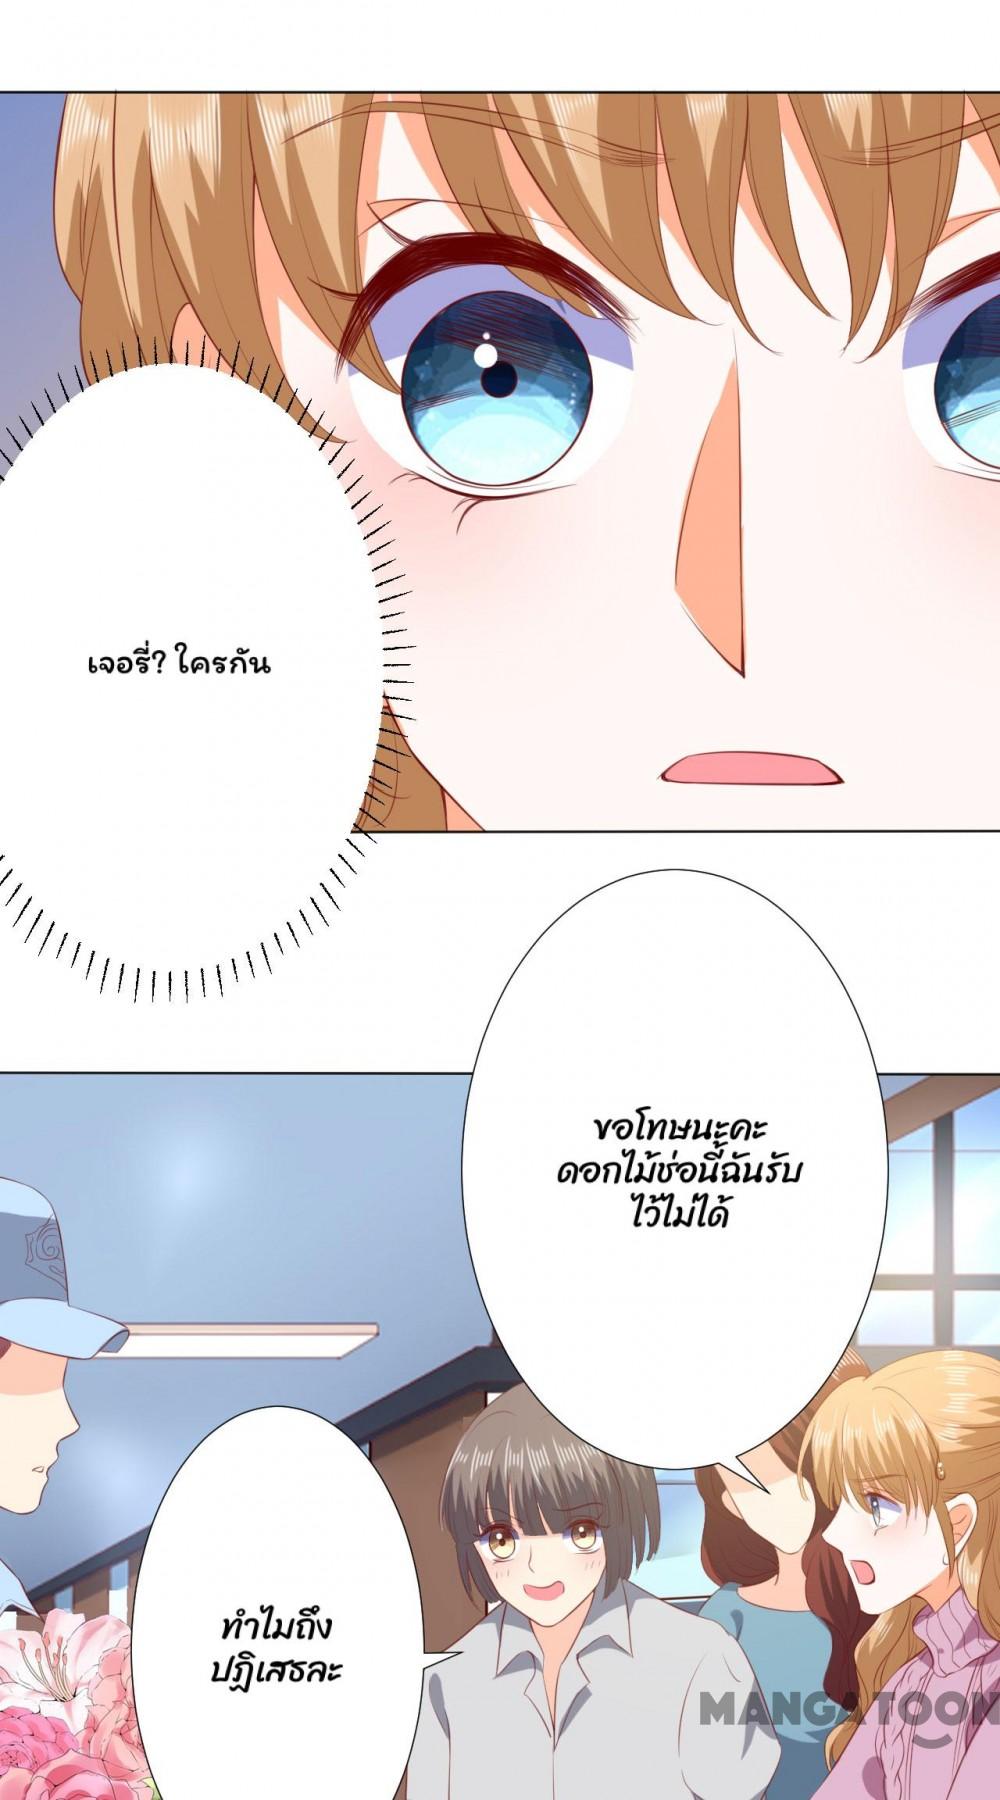 เจอรี่? ใครกัน
ขอโทษนะคะ
ดอกไม้ช่อนี้ฉันรับ
ไว้ไม่ได้
ทำไมถึง
ปฏิเสธละ
MANGATOON